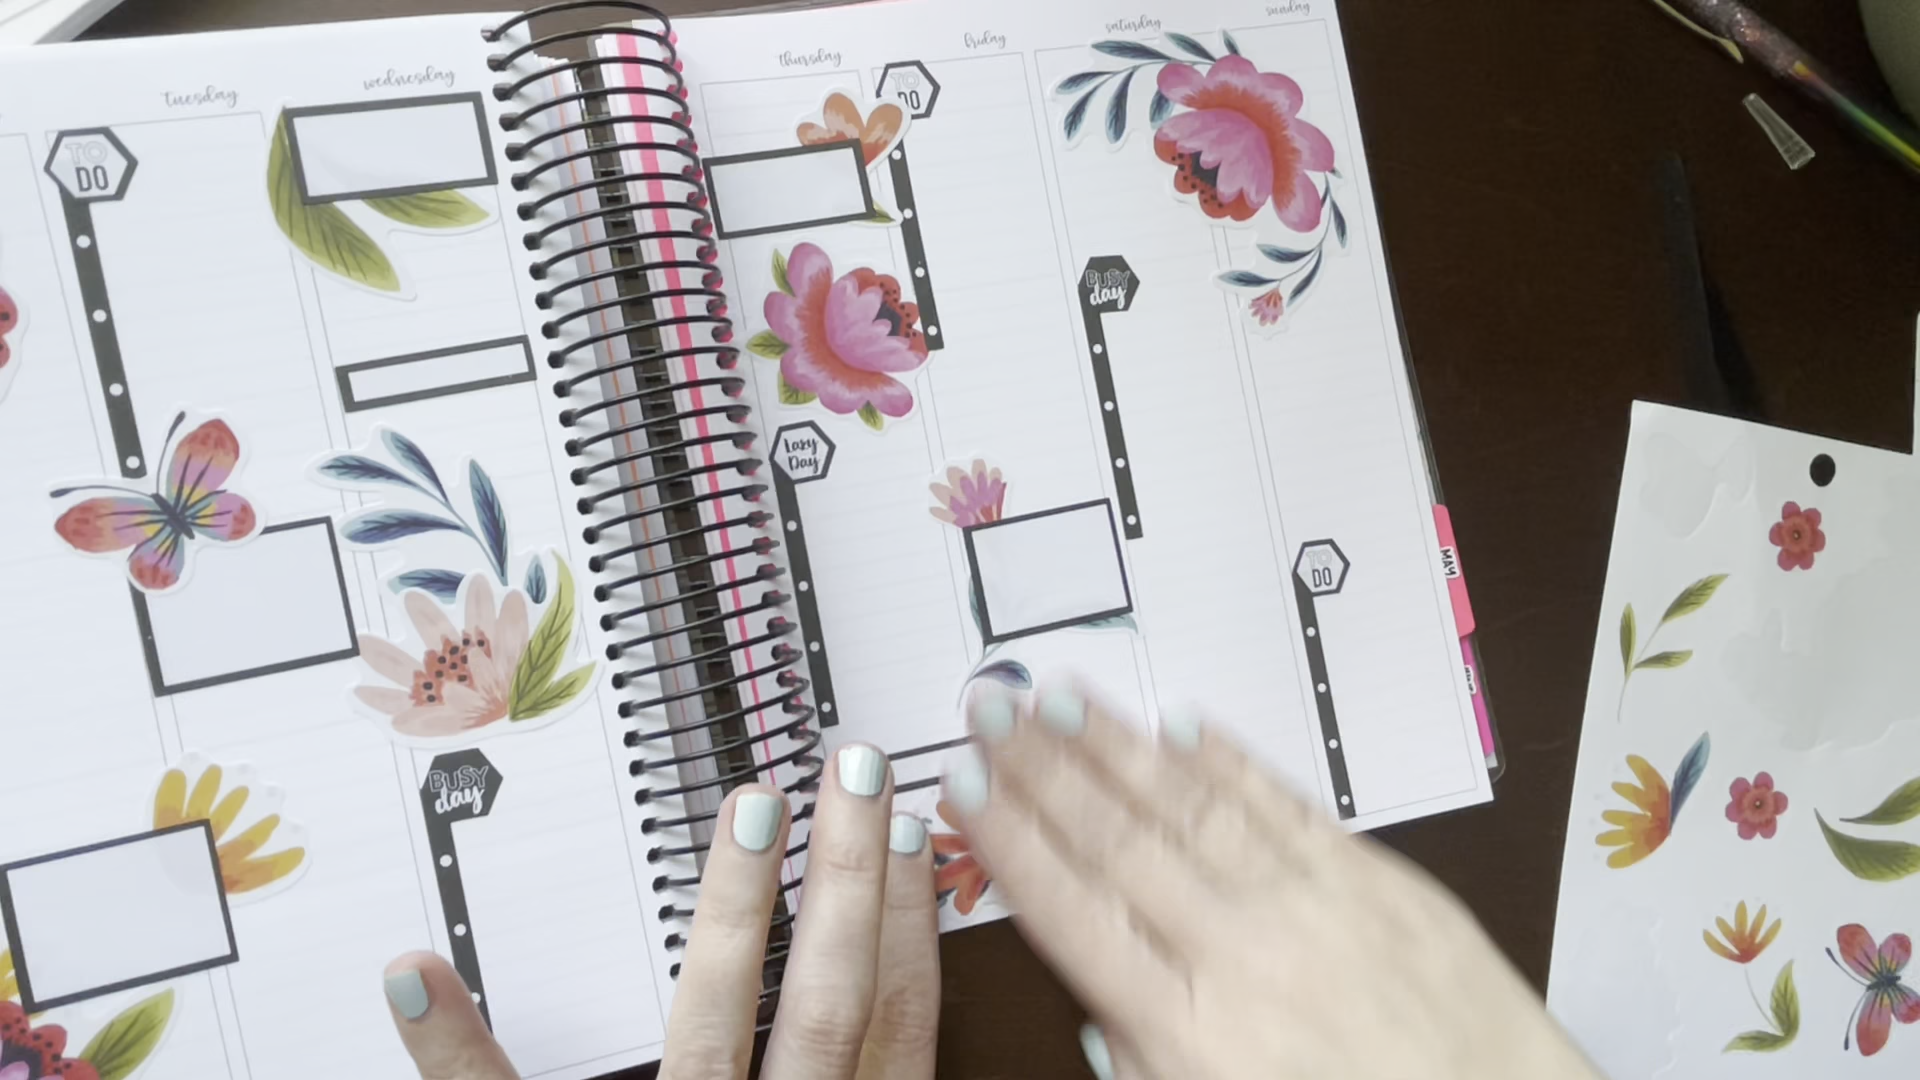 tuesday
wednesday
thursday
friday
saturday
sunday
TO
DO
TO
DO
BUSY
day
Lazy
Day
TO
DO
MAY
BUSY
day